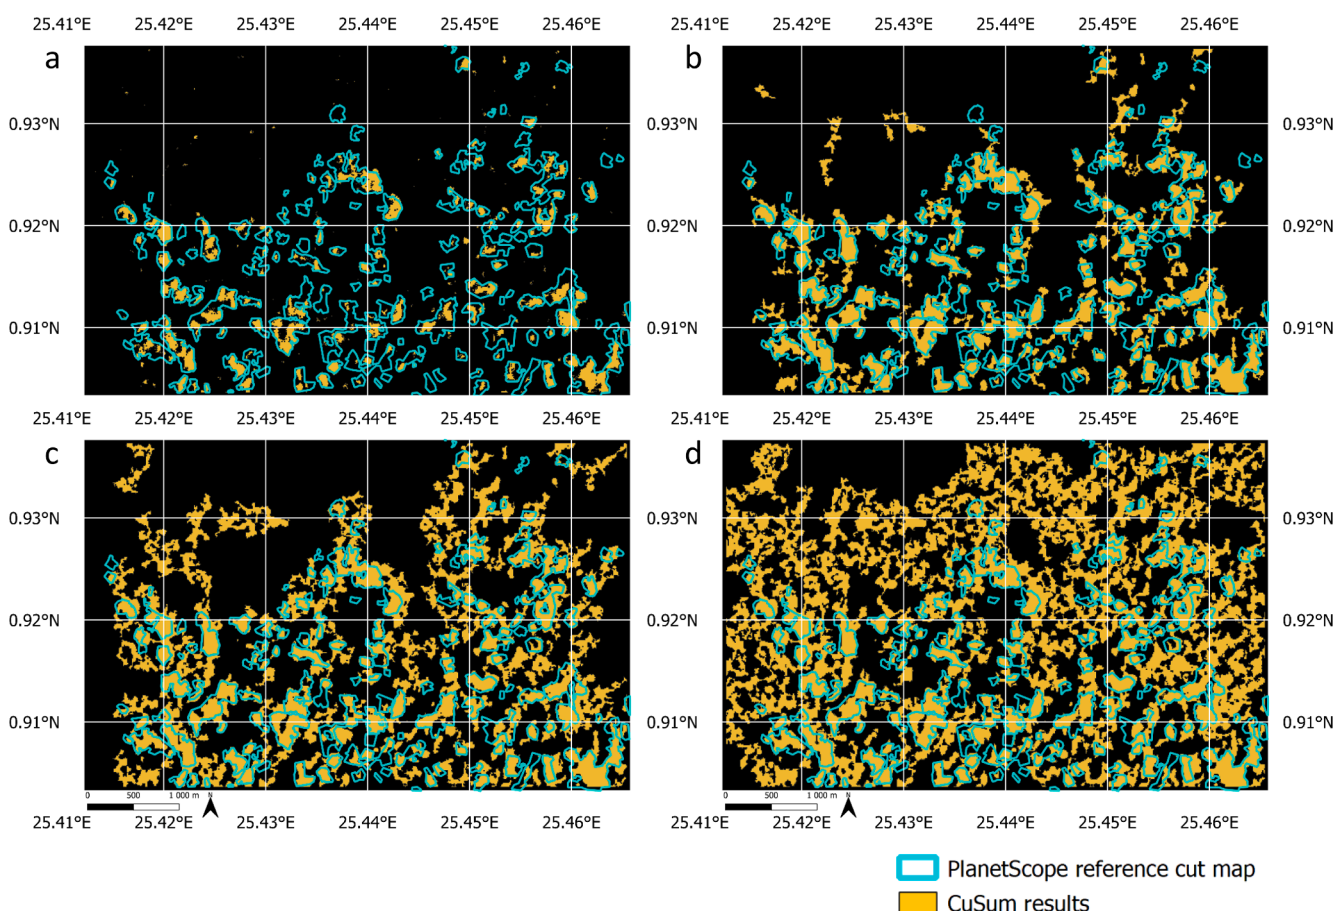 25.41°E 25.42°E 25.43°E 25.44°E 25.45°E 25.46°E 25.41°E 25.42°E 25.43°E 25.44°E 25.45°E 25.46°E
a b
0.93°N 0.93°N 0.93°N
0.92°N 0.92°N 0.92°N
0.91°N 0.91°N 0.91°N
25.41°E 25.42°E 25.43°E 25.44°E 25.45°E 25.46°E 25.41°E 25.42°E 25.43°E 25.44°E 25.45°E 25.46°E
c d
0.93°N 0.93°N 0.93°N
0.92°N 0.92°N 0.92°N
0.91°N 0.91°N 0.91°N
0 500 1 000 m N 0 500 1 000 m N
25.41°E 25.42°E 25.43°E 25.44°E 25.45°E 25.46°E 25.41°E 25.42°E 25.43°E 25.44°E 25.45°E 25.46°E
PlanetScope reference cut map
CuSum results